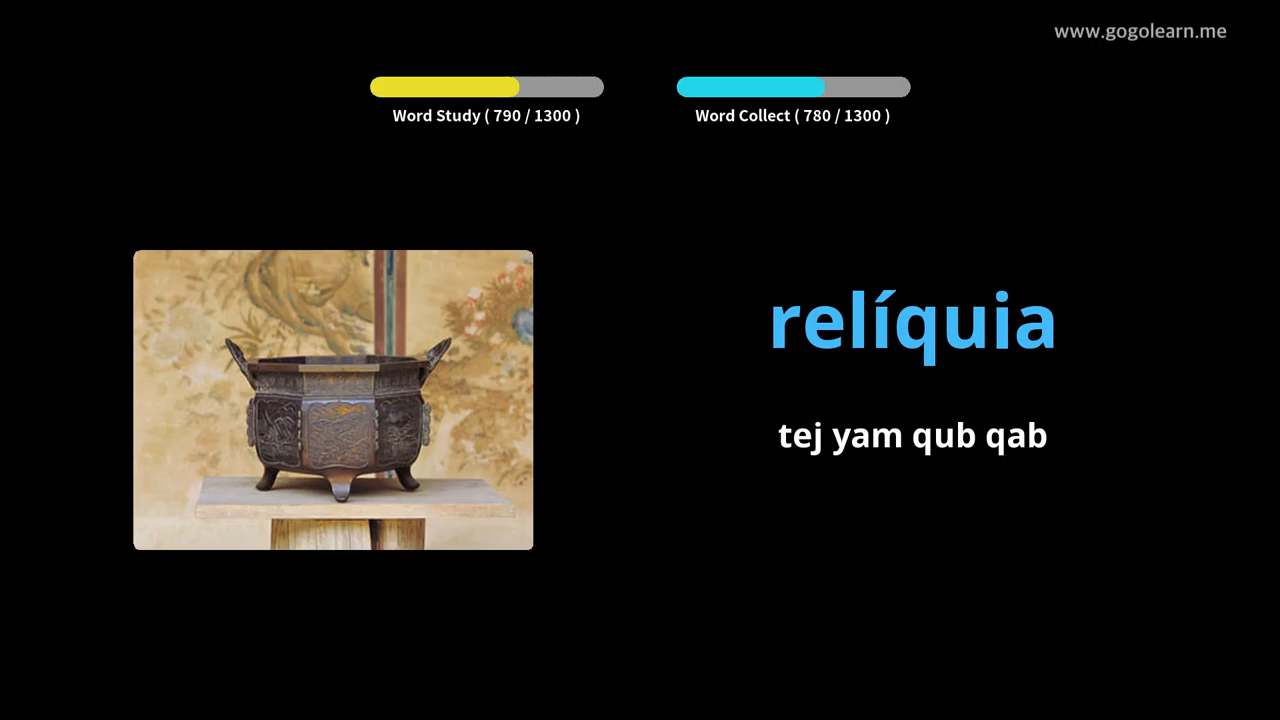 www.gogolearn.me
Word Study ( 790 / 1300 )
Word Collect ( 780 / 1300 )
relíquia
tej yam qub qab